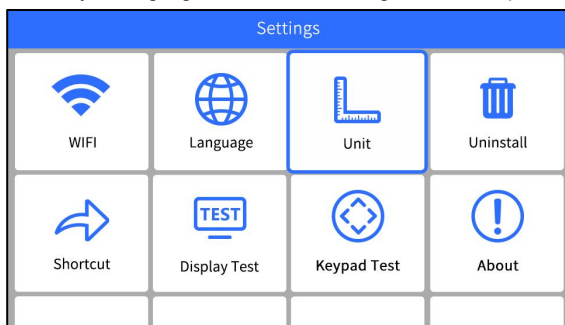 Settings
WIFI
Language
Unit
Uninstall
TEST
Shortcut
Display Test
Keypad Test
About